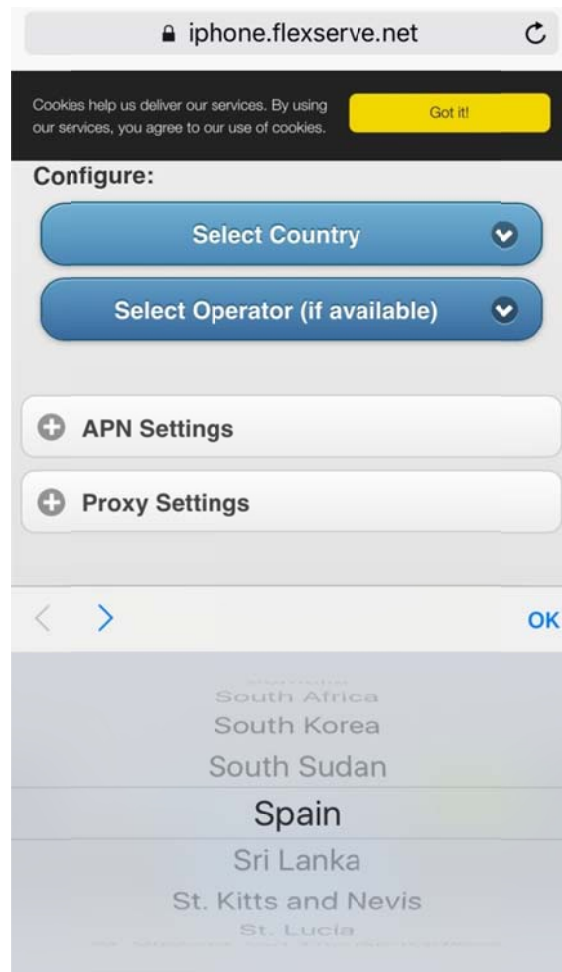 iphone.flexserve.net
Cookies help us deliver our services. By using
our services, you agree to our use of cookies.
Got it!
Configure:
Select Country
Select Operator (if available)
APN Settings
Proxy Settings
OK
South Africa
South Korea
South Sudan
Spain
Sri Lanka
St. Kitts and Nevis
St. Lucia